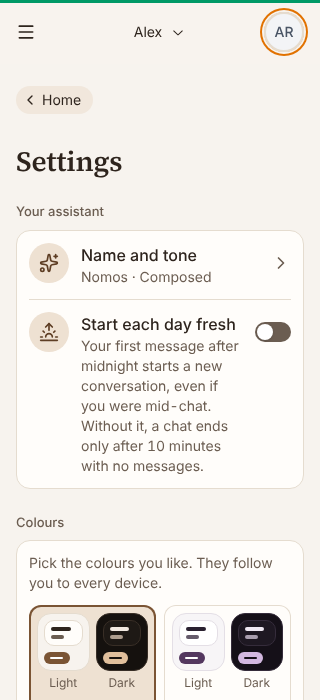 Alex
AR
Home
Settings
Your assistant
Name and tone
Nomos · Composed
Start each day fresh
Your first message after
midnight starts a new
conversation, even if
you were mid-chat.
Without it, a chat ends
only after 10 minutes
with no messages.
Colours
Pick the colours you like. They follow
you to every device.
Light Dark Light Dark